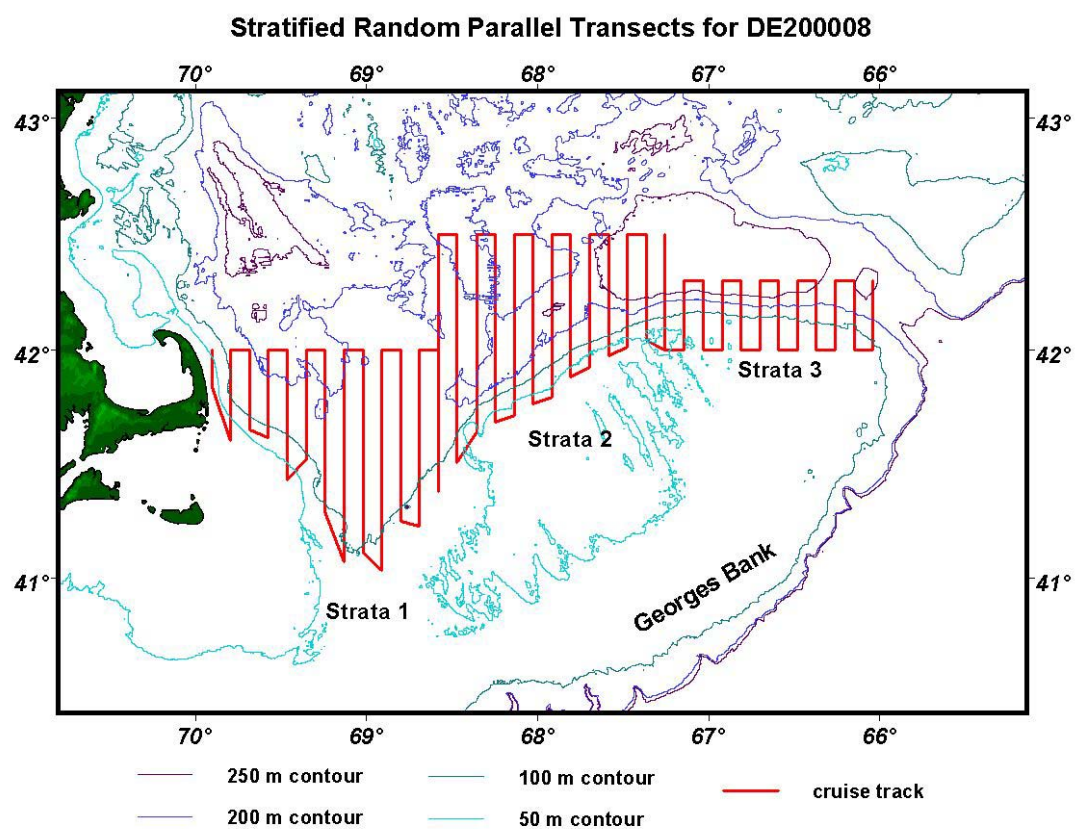 Stratified Random Parallel Transects for DE200008
70° 69° 68° 67° 66°
43° 43°
42° 42°
Strata 3
Strata 2
41° 41°
Georges Bank
Strata 1
70° 69° 68° 67° 66°
250 m contour 100 m contour cruise track
200 m contour 50 m contour